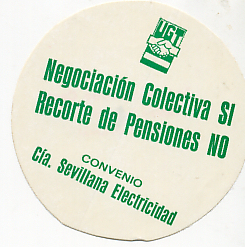 UGT
Negociación Colectiva SI
Recorte de Pensiones NO
CONVENIO
Cía. Sevillana Electricidad